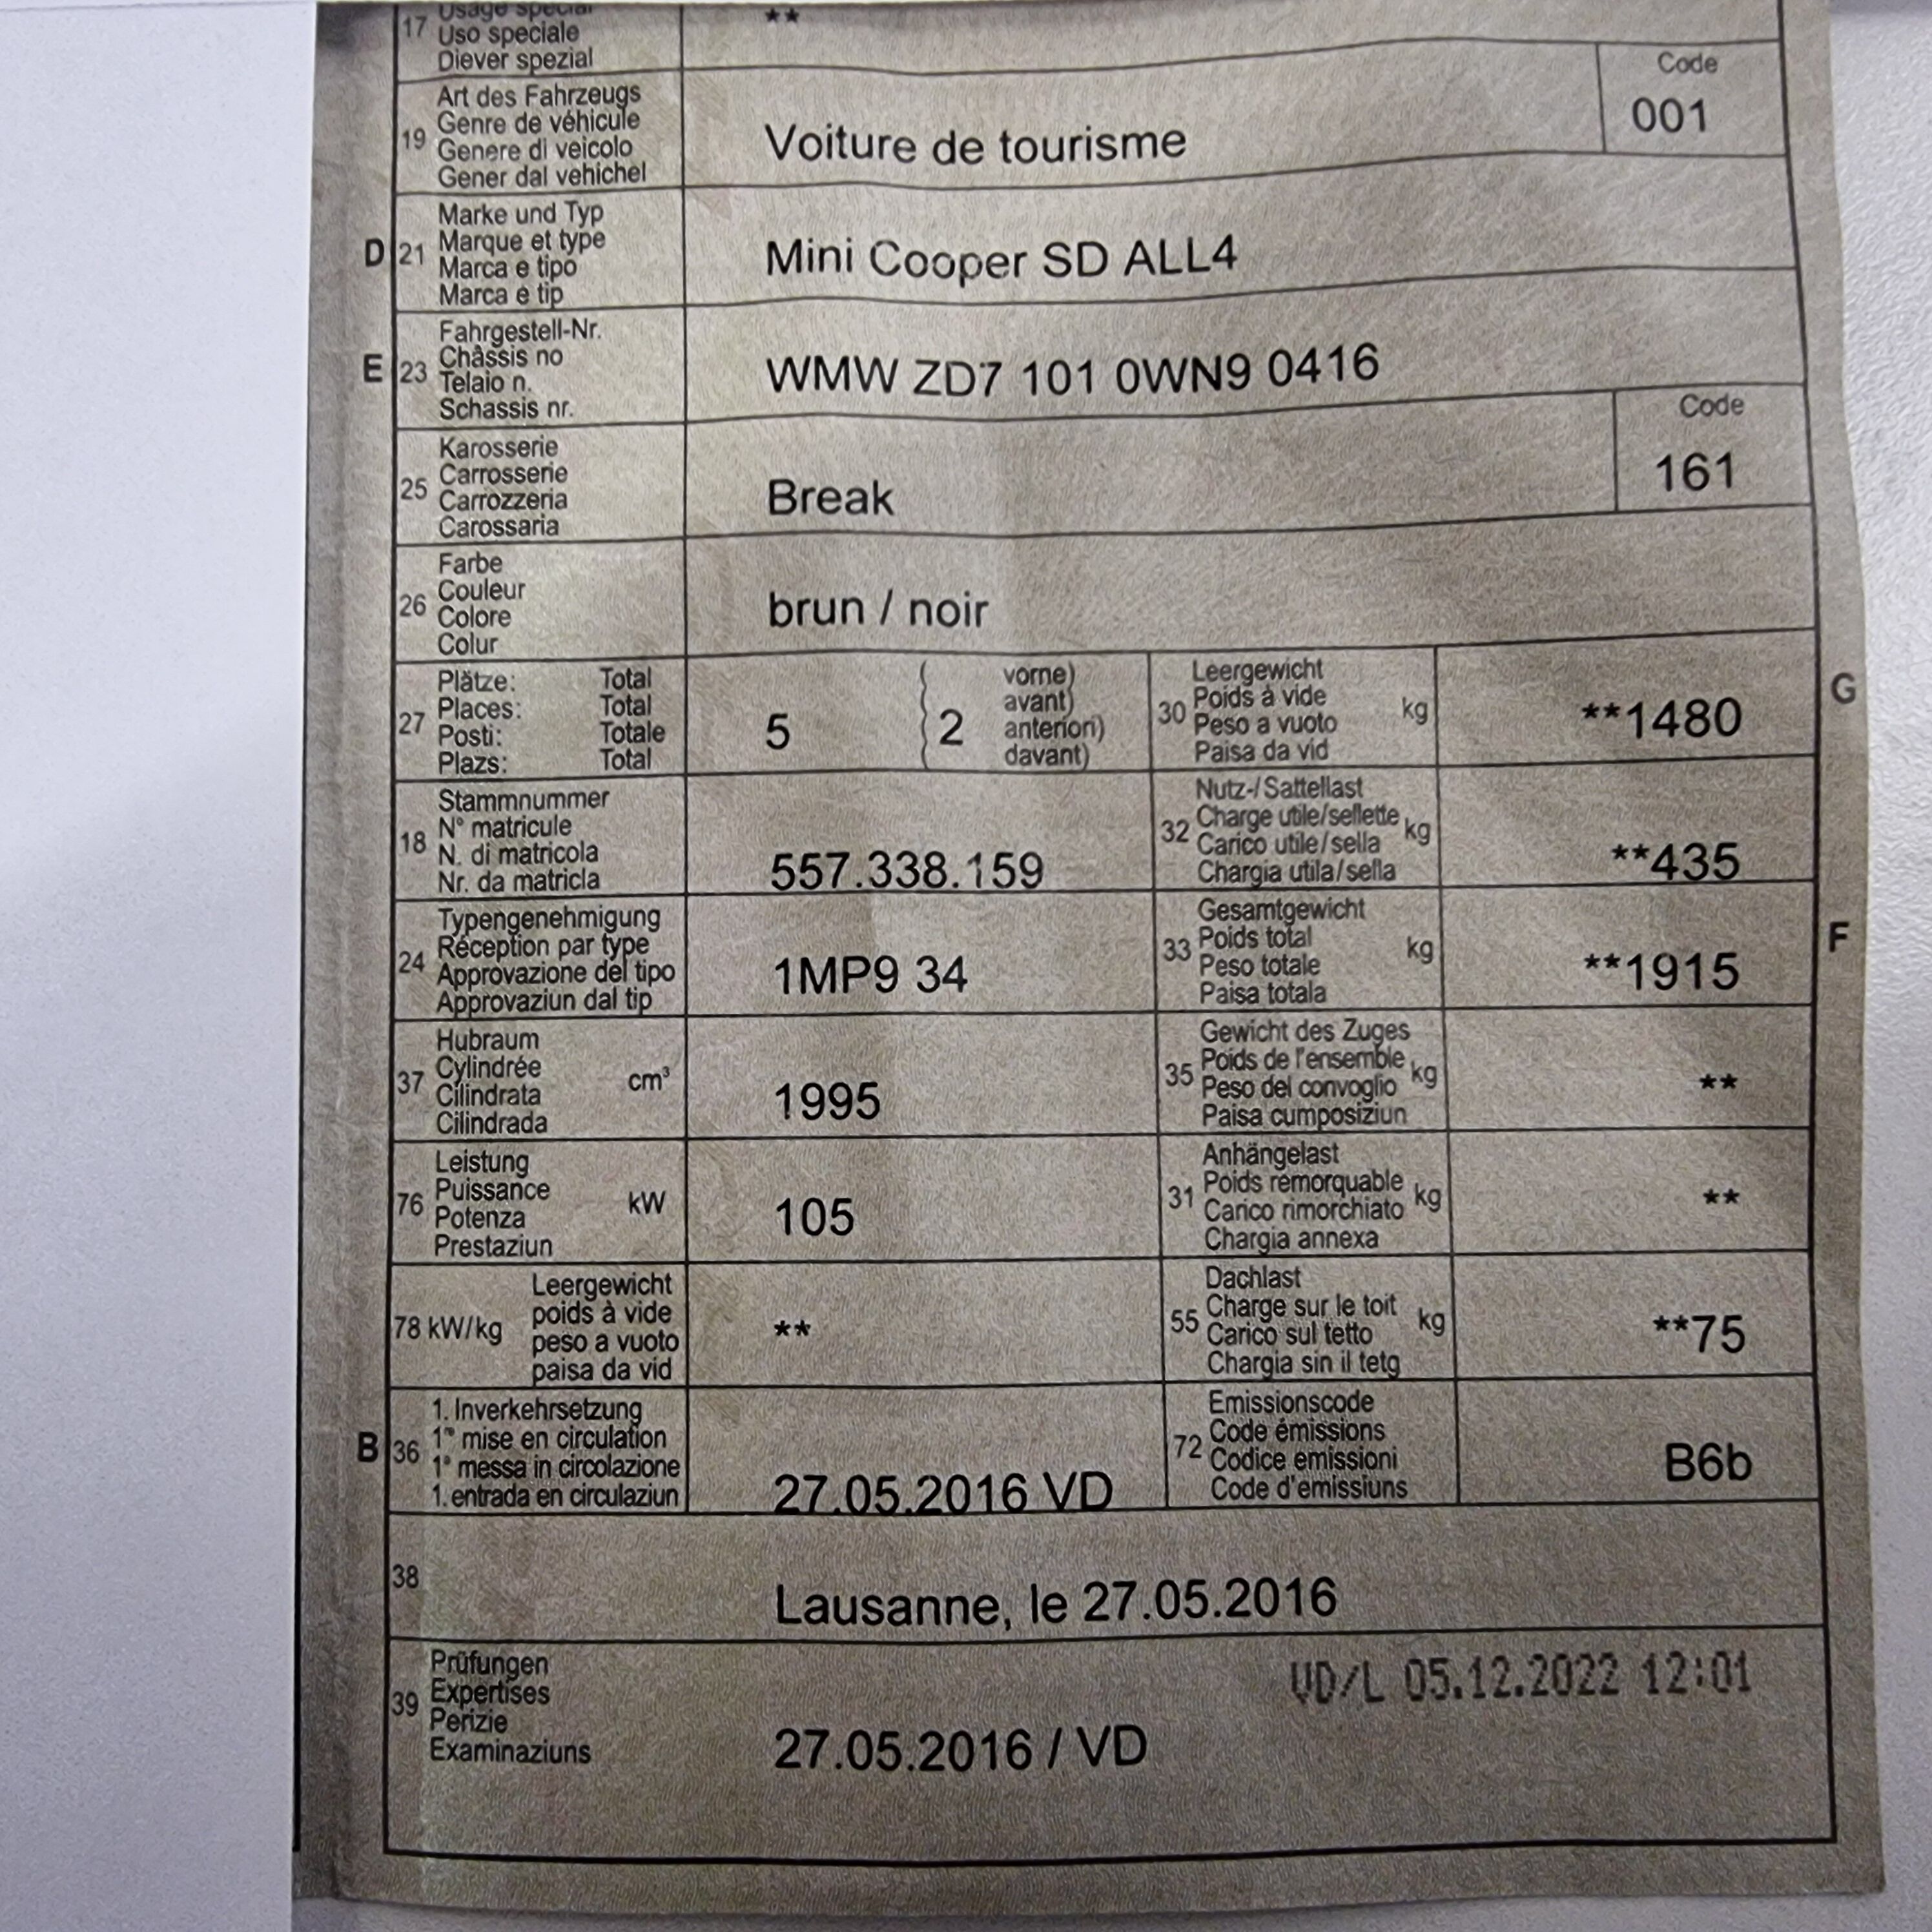 17 Usage spécial **
Uso speciale
Diever spezial
Code
Art des Fahrzeugs
19 Genre de véhicule
Genere di veicolo
Gener dal vehichel
Voiture de tourisme
001
Marke und Typ
D 21 Marque et type
Marca e tipo
Marca e tip
Mini Cooper SD ALL4
Fahrgestell-Nr.
E 23 Châssis no
Telaio n.
Schassis nr.
WMW ZD7 101 0WN9 0416
Code
Karosserie
25 Carrosserie
Carrozzeria
Carossaria
Break
161
Farbe
26 Couleur
Colore
Colur
brun / noir
Plätze: Total
27 Places: Total
Posti: Totale
Plazs: Total
5
2
vorne)
avant)
anteriori)
davant)
Leergewicht
30 Poids à vide kg
Peso a vuoto
Paisa da vid
**1480
G
Stammnummer
18 N° matricule
N. di matricola
Nr. da matricla
557.338.159
Nutz-/Sattellast
32 Charge utile/sellette kg
Carico utile/sella
Chargia utila/sella
**435
Typengenehmigung
24 Réception par type
Approvazione del tipo
Approvaziun dal tip
1MP9 34
Gesamtgewicht
33 Poids total kg
Peso totale
Paisa totala
**1915
F
Hubraum
37 Cylindrée cm³
Cilindrata
Cilindrada
1995
Gewicht des Zuges
35 Poids de l'ensemble kg
Peso del convoglio
Paisa cumposiziun
**
Leistung
76 Puissance kW
Potenza
Prestaziun
105
Anhängelast
31 Poids remorquable kg
Carico rimorchiato
Chargia annexa
**
Leergewicht
78 kW/kg poids à vide
peso a vuoto
paisa da vid
**
Dachlast
55 Charge sur le toit kg
Carico sul tetto
Chargia sin il tetg
**75
1. Inverkehrsetzung
B 36 1re mise en circulation
1a messa in circolazione
1. entrada en circulaziun
27.05.2016 VD
Emissionscode
72 Code émissions
Codice emissioni
Code d'emissiuns
B6b
38
Lausanne, le 27.05.2016
Prüfungen
39 Expertises
Perizie
Examinaziuns
VD/L 05.12.2022 12:01
27.05.2016 / VD